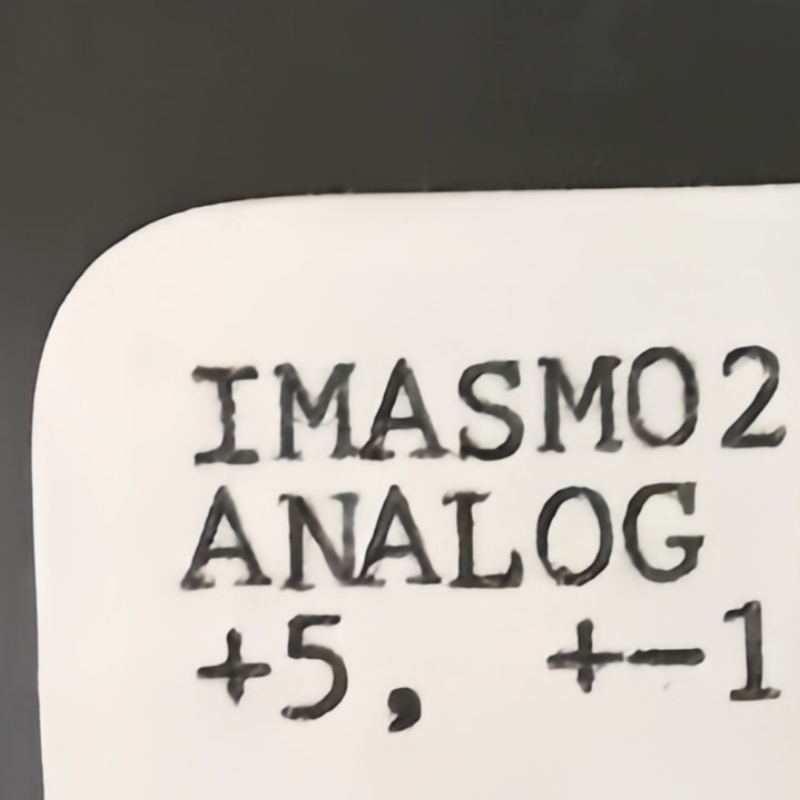 IMASM02
ANALOG
+5, +-1